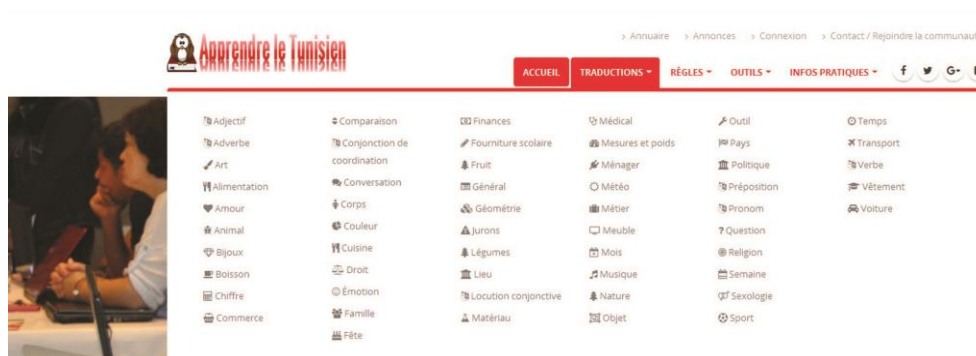 Apprendre le Tunisien
> Annuaire > Annonces > Connexion > Contact / Rejoindre la
ACCUEIL TRADUCTIONS RÈGLES OUTILS INFOS PRATIQUES f G+
Adjectif
Adverbe
Art
Alimentation
Amour
Animal
Bijoux
Boisson
Chiffre
Commerce
Comparaison
Conjonction de
coordination
Conversation
Corps
Couleur
Cuisine
Droit
Émotion
Famille
Fête
Finances
Fourniture scolaire
Fruit
Général
Géométrie
Jurons
Légumes
Lieu
Locution conjonctive
Matériau
Médical
Mesures et poids
Ménager
Météo
Métier
Meuble
Mois
Musique
Nature
Objet
Outil
Pays
Politique
Préposition
Pronom
? Question
Religion
Semaine
Sexologie
Sport
Temps
Transport
Verbe
Vêtement
Voiture